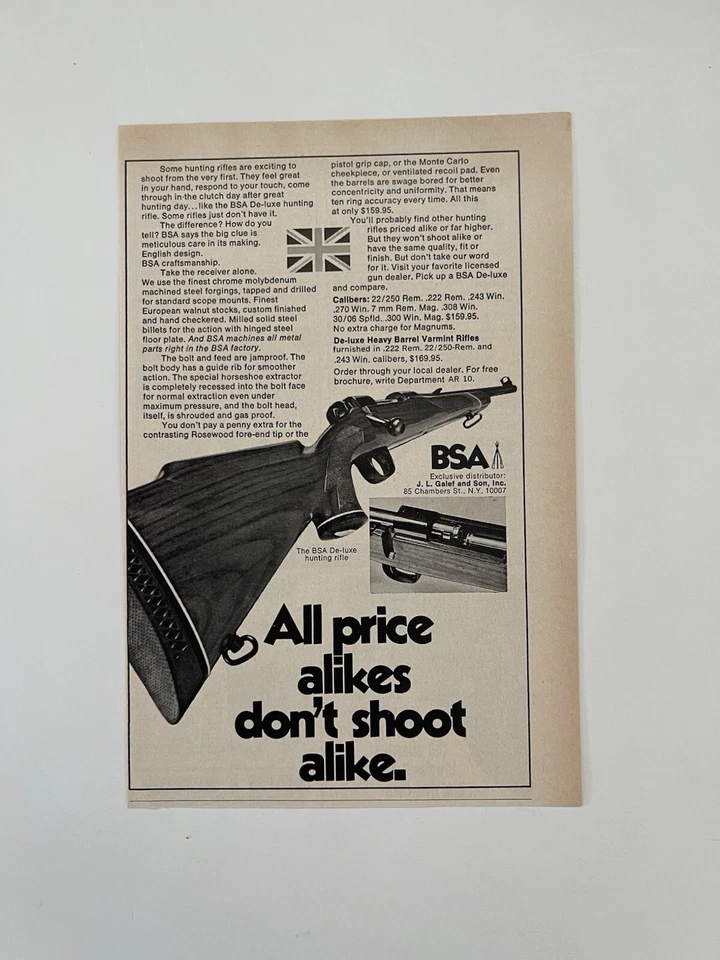 Some hunting rifles are exciting to
shoot from the very first. They feel great
in your hand, respond to your touch, come
through in-the clutch day after great
hunting day...like the BSA De-luxe hunting
rifle. Some rifles just don't have it.
The difference? How do you
tell? BSA says the big clue is
meticulous care in its making.
English design.
BSA craftsmanship.
Take the receiver alone.
We use the finest chrome molybdenum
machined steel forgings, tapped and drilled
for standard scope mounts. Finest
European walnut stocks, custom finished
and hand checkered. Milled solid steel
billets for the action with hinged steel
floor plate. And BSA machines all metal
parts right in the BSA factory.
The bolt and feed are jamproof. The
bolt body has a guide rib for smoother
action. The special horseshoe extractor
is completely recessed into the bolt face
for normal extraction even under
maximum pressure, and the bolt head,
itself, is shrouded and gas proof.
You don't pay a penny extra for the
contrasting Rosewood fore-end tip or the
pistol grip cap, or the Monte Carlo
cheekpiece, or ventilated recoil pad. Even
the barrels are swage bored for better
concentricity and uniformity. That means
ten ring accuracy every time. All this
at only $159.95.
You'll probably find other hunting
rifles priced alike or far higher.
But they won't shoot alike or
have the same quality, fit or
finish. But don't take our word
for it. Visit your favorite licensed
gun dealer. Pick up a BSA De-luxe
and compare.
Calibers: 22/250 Rem. .222 Rem. .243 Win.
.270 Win. 7 mm Rem. Mag. .308 Win.
30/06 Spfld. .300 Win. Mag. $159.95.
No extra charge for Magnums.
De-luxe Heavy Barrel Varmint Rifles
furnished in .222 Rem. 22/250-Rem. and
.243 Win. calibers, $169.95.
Order through your local dealer. For free
brochure, write Department AR 10.
BSA
Exclusive distributor:
J. L. Galef and Son, Inc.
85 Chambers St., N.Y. 10007
The BSA De-luxe
hunting rifle
All price
alikes
don't shoot
alike.